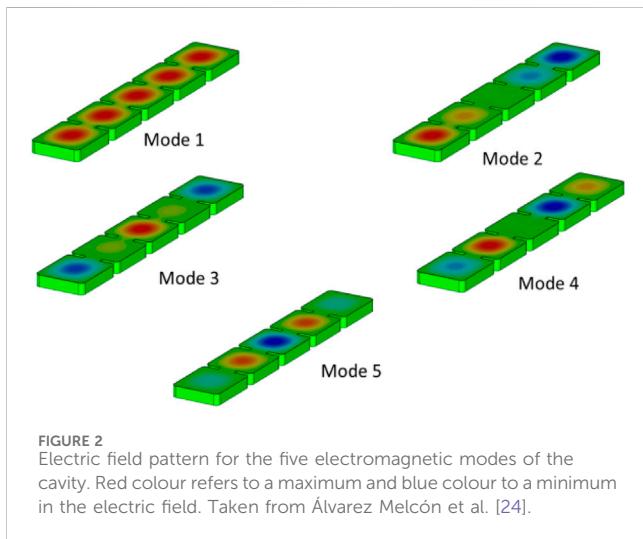 Mode 1
Mode 2
Mode 3
Mode 4
Mode 5
FIGURE 2
Electric field pattern for the five electromagnetic modes of the
cavity. Red colour refers to a maximum and blue colour to a minimum
in the electric field. Taken from Álvarez Melcón et al. [24].